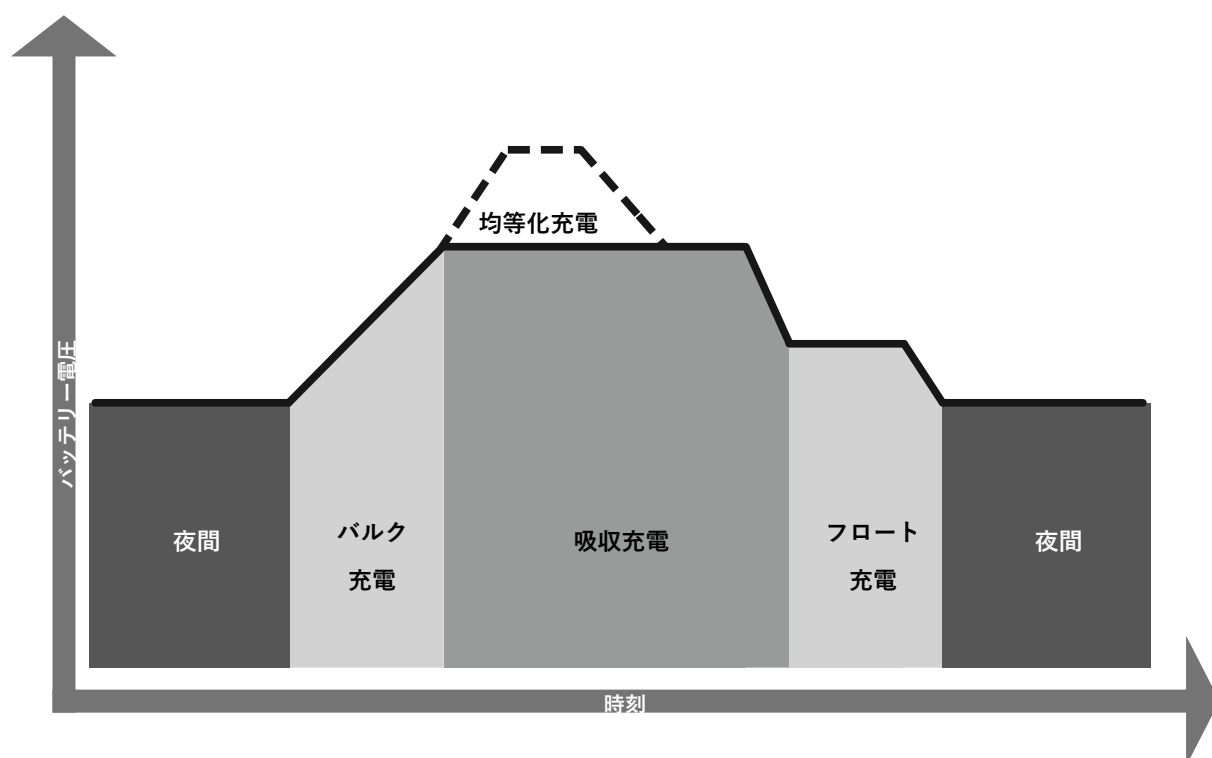 均等化充電
バッテリー電圧
夜間
バルク
充電
吸収充電
フロート
充電
夜間
時刻